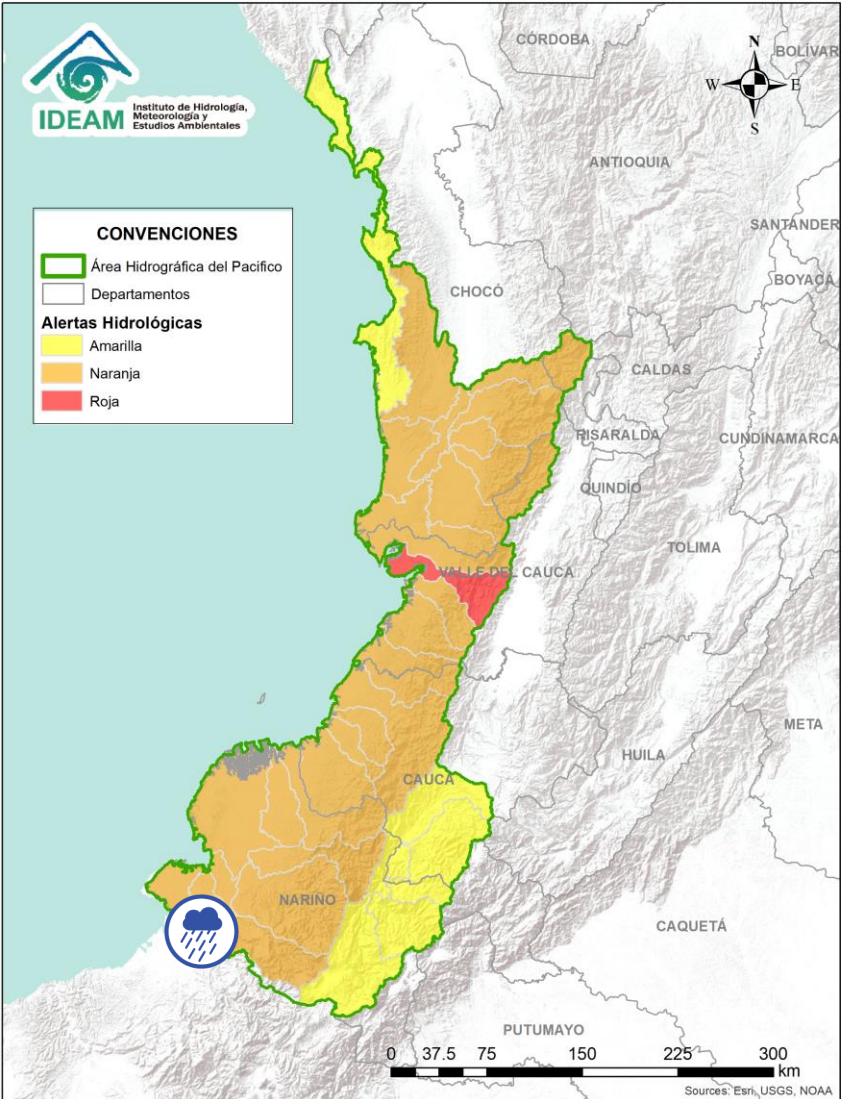 IDEAM
Instituto de Hidrología,
Meteorología y
Estudios Ambientales
N
W
E
S
CONVENCIONES
Área Hidrográfica del Pacifico
Departamentos
Alertas Hidrológicas
Amarilla
Naranja
Roja
CÓRDOBA
BOLÍVAR
ANTIOQUIA
SANTANDER
BOYACÁ
CHOCÓ
CALDAS
RISARALDA
CUNDINAMARCA
QUINDÍO
TOLIMA
VALLE DEL CAUCA
META
HUILA
CAUCA
NARIÑO
CAQUETÁ
PUTUMAYO
0 37.5 75 150 225 300
km
Sources: Esri, USGS, NOAA